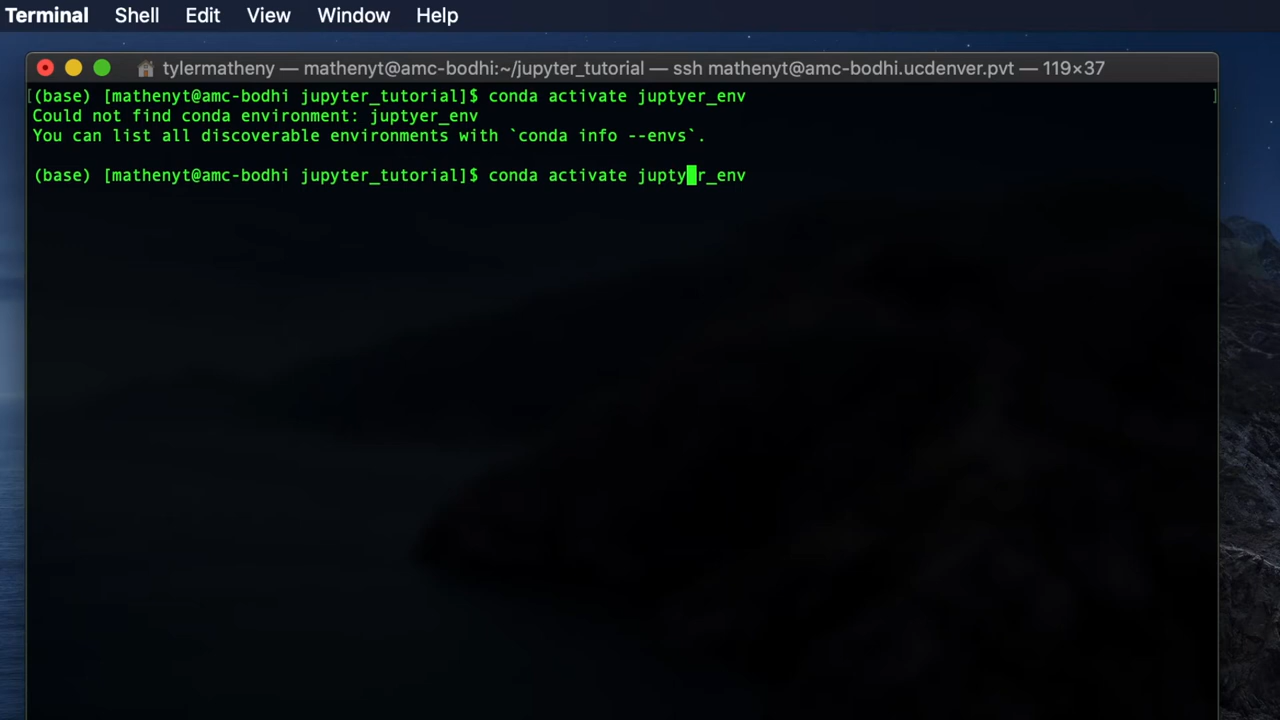 Terminal Shell Edit View Window Help
tylermatheny — mathenyt@amc-bodhi:~/jupyter_tutorial — ssh mathenyt@amc-bodhi.ucdenver.pvt — 119×37
[(base) [mathenyt@amc-bodhi jupyter_tutorial]$ conda activate juptyer_env ]
Could not find conda environment: juptyer_env
You can list all discoverable environments with `conda info --envs`.
(base) [mathenyt@amc-bodhi jupyter_tutorial]$ conda activate juptyer_env